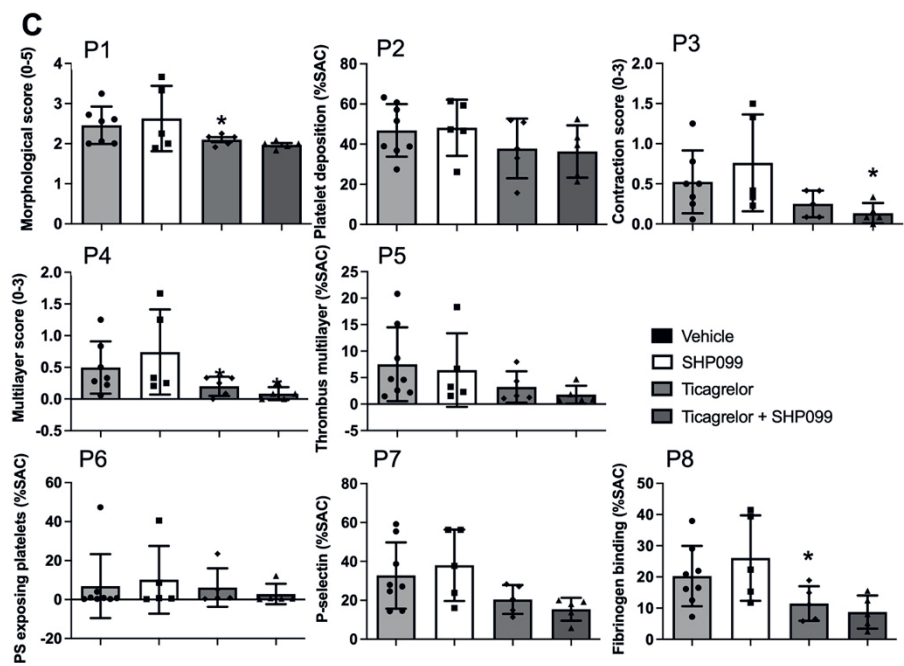 C
P1
Morphological score (0-5)
4
3
2
1
0
*
P2
Platelet deposition (%SAC)
80
60
40
20
0
P3
Contraction score (0-3)
2.0
1.5
1.0
0.5
0.0
*
P4
Multilayer score (0-3)
2.0
1.5
1.0
0.5
0.0
-0.5
*
*
P5
Thrombus multilayer (%SAC)
25
20
15
10
5
0
-5
Vehicle
SHP099
Ticagrelor
Ticagrelor + SHP099
P6
PS exposing platelets (%SAC)
60
40
20
0
-20
P7
P-selectin (%SAC)
80
60
40
20
0
P8
Fibrinogen binding (%SAC)
50
40
30
20
10
0
*